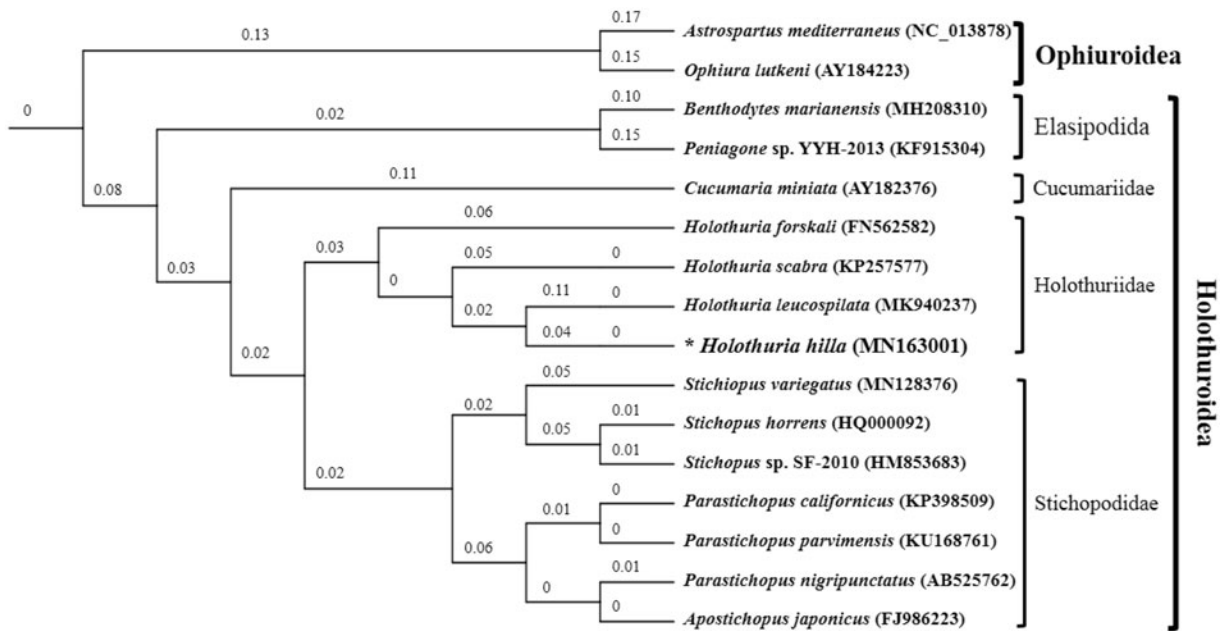 0.17
Astrospartus mediterraneus (NC_013878)
0.13
0.15
Ophiura lutkeni (AY184223)
Ophiuroidea
0
0.10
Benthodytes marianensis (MH208310)
0.02
0.15
Peniagone sp. YYH-2013 (KF915304)
Elasipodida
0.08
0.11
Cucumaria miniata (AY182376)
Cucumariidae
0.06
Holothuria forskali (FN562582)
0.03
0.03
0.05
0
Holothuria scabra (KP257577)
0
0.11
0
Holothuria leucospilata (MK940237)
0.02
0.04
0
* Holothuria hilla (MN163001)
Holothuriidae
0.02
0.05
Stichiopus variegatus (MN128376)
0.02
0.01
Stichopus horrens (HQ000092)
0.05
0.01
Stichopus sp. SF-2010 (HM853683)
0.02
0
Parastichopus californicus (KP398509)
0.01
0
Parastichopus parvimensis (KU168761)
0.06
0.01
Parastichopus nigripunctatus (AB525762)
0
0
Apostichopus japonicus (FJ986223)
Stichopodidae
Holothuroidea